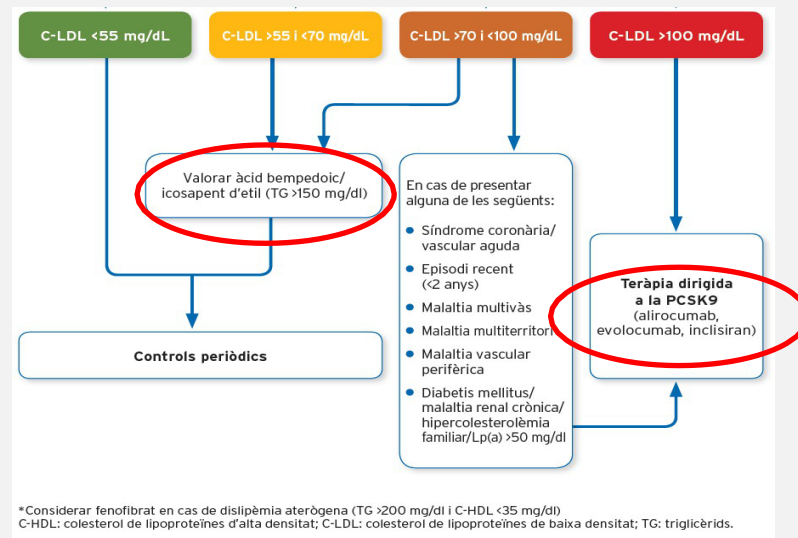 C-LDL <55 mg/dL
C-LDL >55 i <70 mg/dL
C-LDL >70 i <100 mg/dL
C-LDL >100 mg/dL
Valorar àcid bempedoic/
icosapent d'etil (TG >150 mg/dl)
Controls periòdics
En cas de presentar
alguna de les següents:
• Síndrome coronària/
vascular aguda
• Episodi recent
(<2 anys)
• Malaltia multivàs
• Malaltia multiterritori
• Malaltia vascular
perifèrica
• Diabetis mellitus/
malaltia renal crònica/
hipercolesterolèmia
familiar/Lp(a) >50 mg/dl
Teràpia dirigida
a la PCSK9
(alirocumab,
evolocumab, inclisiran)
*Considerar fenofibrat en cas de dislipèmia aterògena (TG >200 mg/dl i C-HDL <35 mg/dl)
C-HDL: colesterol de lipoproteïnes d'alta densitat; C-LDL: colesterol de lipoproteïnes de baixa densitat; TG: triglicèrids.